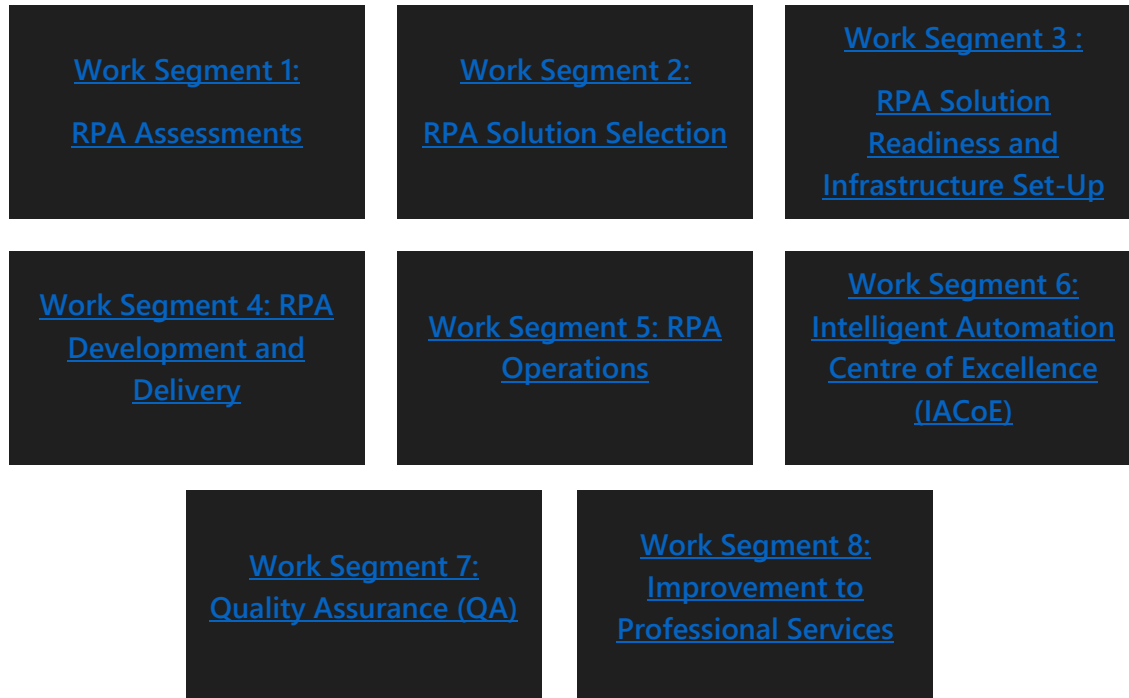 Work Segment 1:
RPA Assessments
Work Segment 2:
RPA Solution Selection
Work Segment 3 :
RPA Solution
Readiness and
Infrastructure Set-Up
Work Segment 4: RPA
Development and
Delivery
Work Segment 5: RPA
Operations
Work Segment 6:
Intelligent Automation
Centre of Excellence
(IACoE)
Work Segment 7:
Quality Assurance (QA)
Work Segment 8:
Improvement to
Professional Services